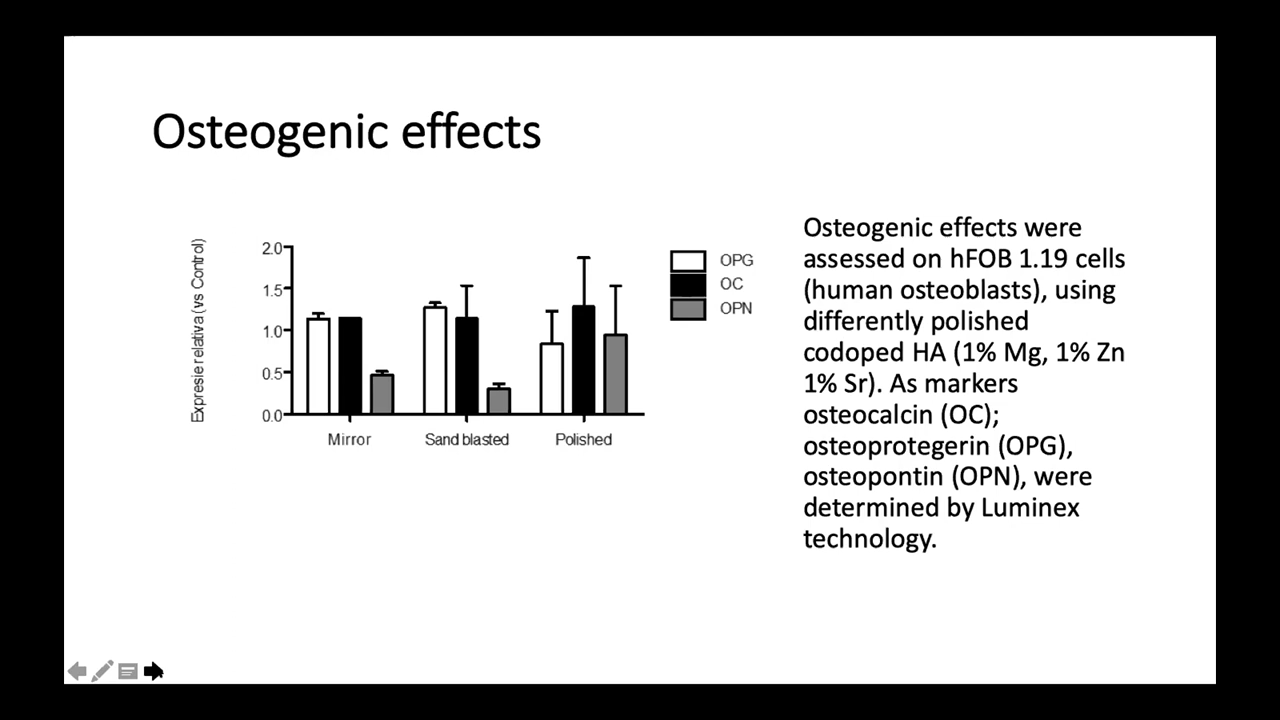 Osteogenic effects
Expresie relativa (vs Control)
2.0
1.5
1.0
0.5
0.0
Mirror
Sand blasted
Polished
OPG
OC
OPN
Osteogenic effects were
assessed on hFOB 1.19 cells
(human osteoblasts), using
differently polished
codoped HA (1% Mg, 1% Zn
1% Sr). As markers
osteocalcin (OC);
osteoprotegerin (OPG),
osteopontin (OPN), were
determined by Luminex
technology.